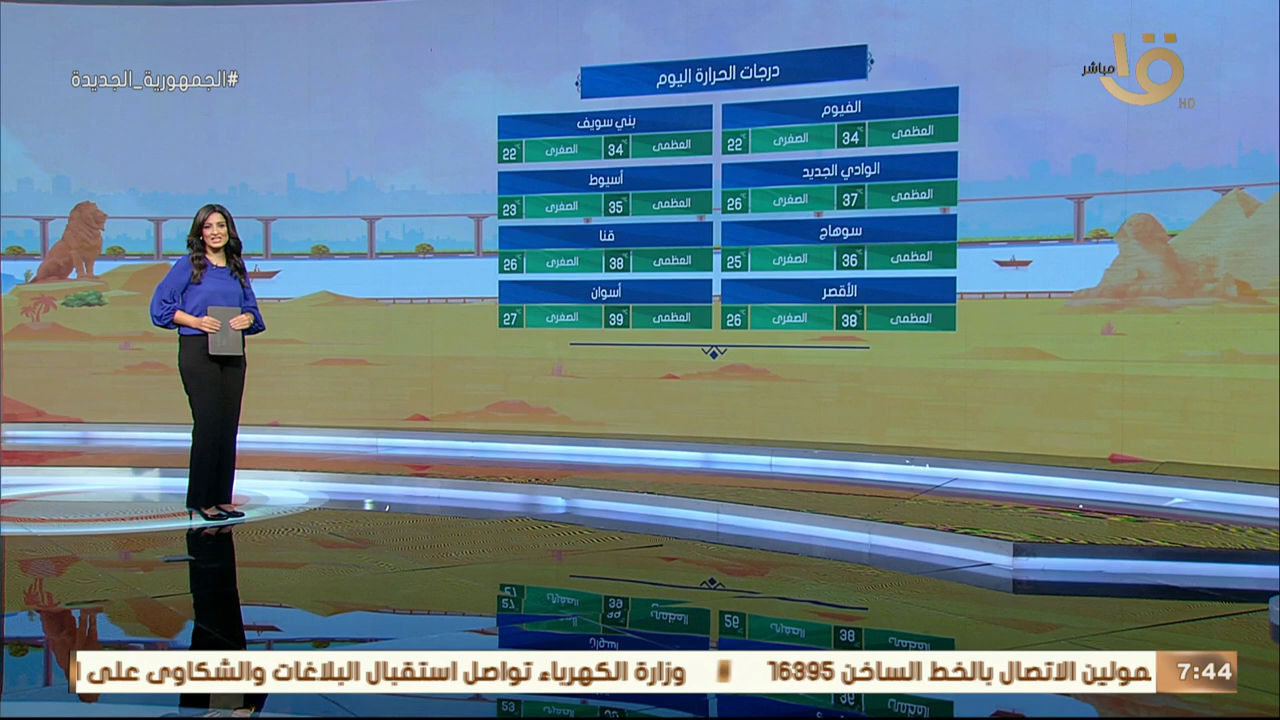 #الجمهورية_الجديدة
مباشر
HD
درجات الحرارة اليوم
الفيوم
العظمى 34°C الصغرى 22°C
بني سويف
العظمى 34°C الصغرى 22°C
الوادي الجديد
العظمى 37°C الصغرى 26°C
أسيوط
العظمى 35°C الصغرى 23°C
سوهاج
العظمى 36°C الصغرى 25°C
قنا
العظمى 38°C الصغرى 26°C
الأقصر
العظمى 38°C الصغرى 26°C
أسوان
العظمى 39°C الصغرى 27°C
7:44 الاتصال بالخط الساخن 16395 وزارة الكهرباء تواصل استقبال البلاغات والشكاوى على